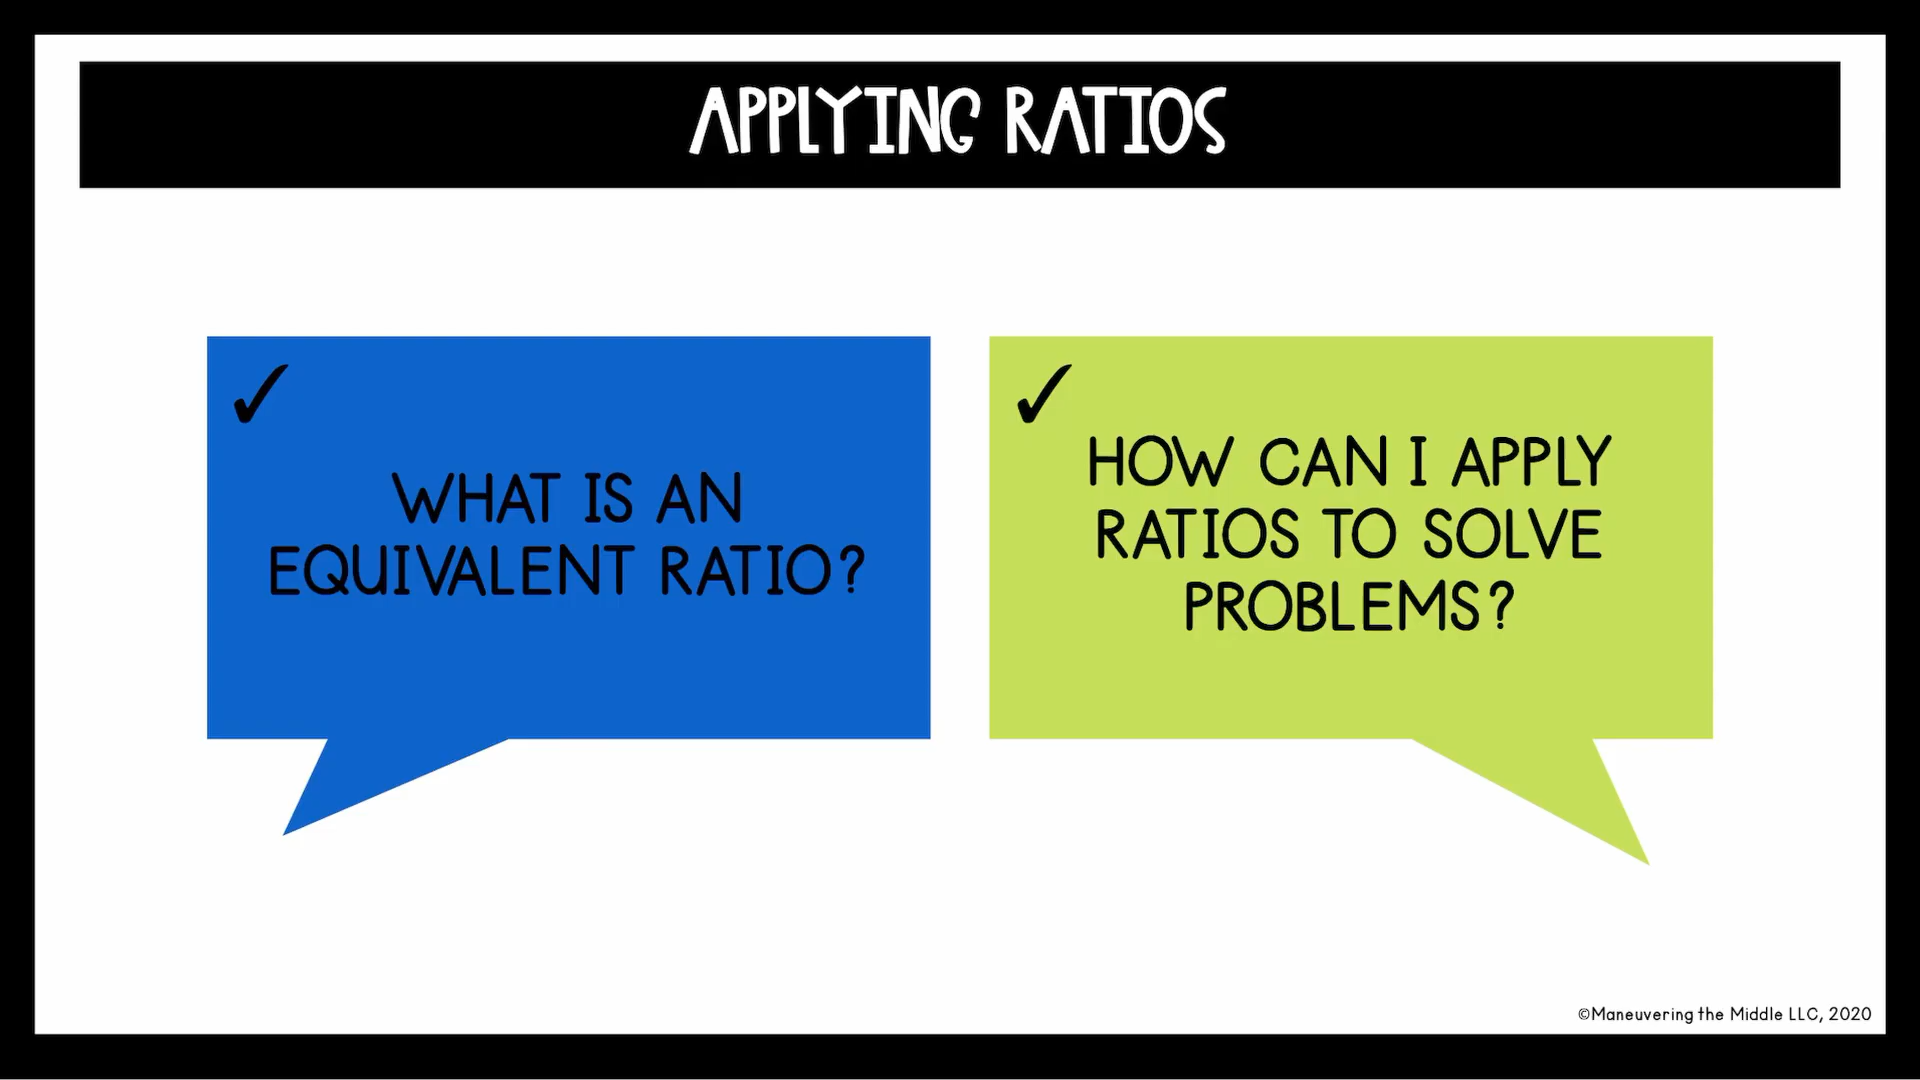 APPLYING RATIOS
✓
WHAT IS AN
EQUIVALENT RATIO?
✓
HOW CAN I APPLY
RATIOS TO SOLVE
PROBLEMS?
©Maneuvering the Middle LLC, 2020